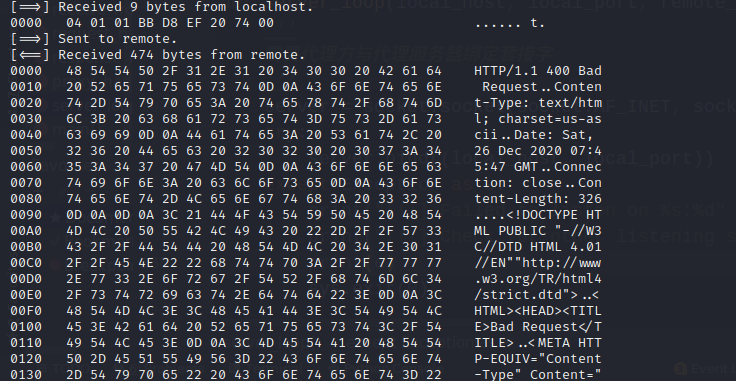 [==>] Received 9 bytes from localhost.
0000 04 01 01 BB D8 EF 20 74 00 ...... t.
[==>] Sent to remote.
[<==] Received 474 bytes from remote.
0000 48 54 54 50 2F 31 2E 31 20 34 30 30 20 42 61 64 HTTP/1.1 400 Bad
0010 20 52 65 71 75 65 73 74 0D 0A 43 6F 6E 74 65 6E Request..Conten
0020 74 2D 54 79 70 65 3A 20 74 65 78 74 2F 68 74 6D t-Type: text/htm
0030 6C 3B 20 63 68 61 72 73 65 74 3D 75 73 2D 61 73 l; charset=us-as
0040 63 69 69 0D 0A 44 61 74 65 3A 20 53 61 74 2C 20 cii..Date: Sat,
0050 32 36 20 44 65 63 20 32 30 32 30 20 30 37 3A 34 26 Dec 2020 07:4
0060 35 3A 34 37 20 47 4D 54 0D 0A 43 6F 6E 6E 65 63 5:47 GMT..Connec
0070 74 69 6F 6E 3A 20 63 6C 6F 73 65 0D 0A 43 6F 6E tion: close..Con
0080 74 65 6E 74 2D 4C 65 6E 67 74 68 3A 20 33 32 36 tent-Length: 326
0090 0D 0A 0D 0A 3C 21 44 4F 43 54 59 50 45 20 48 54 ....<!DOCTYPE HT
00A0 4D 4C 20 50 55 42 4C 49 43 20 22 2D 2F 2F 57 33 ML PUBLIC "-//W3
00B0 43 2F 2F 44 54 44 20 48 54 4D 4C 20 34 2E 30 31 C//DTD HTML 4.01
00C0 2F 2F 45 4E 22 22 68 74 74 70 3A 2F 2F 77 77 77 //EN""http://www
00D0 2E 77 33 2E 6F 72 67 2F 54 52 2F 68 74 6D 6C 34 .w3.org/TR/html4
00E0 2F 73 74 72 69 63 74 2E 64 74 64 22 3E 0D 0A 3C /strict.dtd">..<
00F0 48 54 4D 4C 3E 3C 48 45 41 44 3E 3C 54 49 54 4C HTML><HEAD><TITL
0100 45 3E 42 61 64 20 52 65 71 75 65 73 74 3C 2F 54 E>Bad Request</T
0110 49 54 4C 45 3E 0D 0A 3C 4D 45 54 41 20 48 54 54 ITLE>..<META HTT
0120 50 2D 45 51 55 49 56 3D 22 43 6F 6E 74 65 6E 74 P-EQUIV="Content
0130 2D 54 79 70 65 22 20 43 6F 6E 74 65 6E 74 3D 22 -Type" Content="